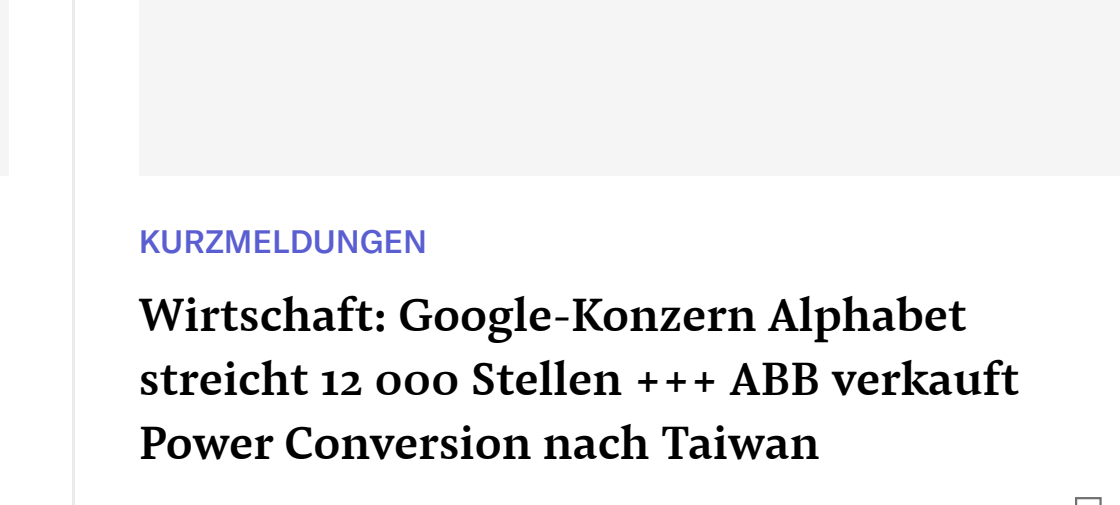 KURZMELDUNGEN
Wirtschaft: Google-Konzern Alphabet
streicht 12 000 Stellen +++ ABB verkauft
Power Conversion nach Taiwan